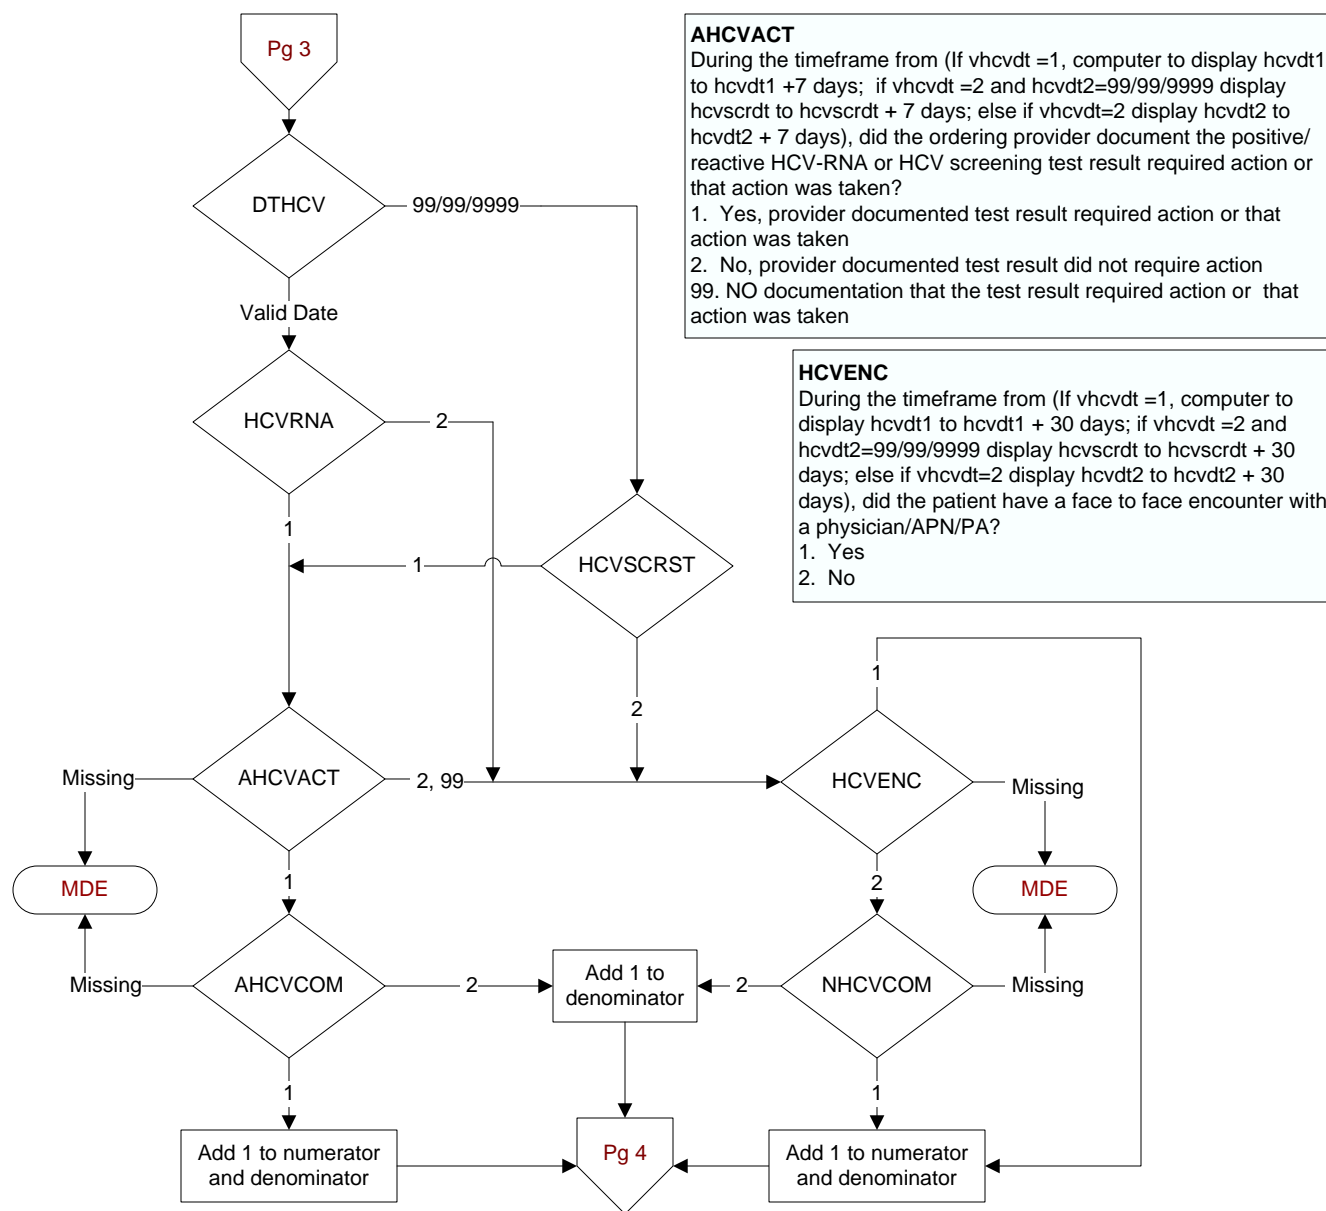 Pg 3
AHCVACT
During the timeframe from (If vhcvdt =1, computer to display hcvdt1
to hcvdt1 +7 days;  if vhcvdt =2 and hcvdt2=99/99/9999 display
hcvscrdt to hcvscrdt + 7 days; else if vhcvdt=2 display hcvdt2 to
hcvdt2 + 7 days), did the ordering provider document the positive/
reactive HCV-RNA or HCV screening test result required action or
that action was taken?
1.  Yes, provider documented test result required action or that
action was taken
2.  No, provider documented test result did not require action
99. NO documentation that the test result required action or  that
action was taken
DTHCV
99/99/9999
Valid Date
HCVENC
During the timeframe from (If vhcvdt =1, computer to
display hcvdt1 to hcvdt1 + 30 days; if vhcvdt =2 and
hcvdt2=99/99/9999 display hcvscrdt to hcvscrdt + 30
days; else if vhcvdt=2 display hcvdt2 to hcvdt2 + 30
days), did the patient have a face to face encounter with
a physician/APN/PA?
1.  Yes
2.  No
HCVRNA
2
1
1
HCVSCRST
2
1
Missing
AHCVACT
2, 99
HCVENC
Missing
MDE
1
2
MDE
Missing
AHCVCOM
2
Add 1 to
denominator
2
NHCVCOM
Missing
1
1
Add 1 to numerator
and denominator
Pg 4
Add 1 to numerator
and denominator